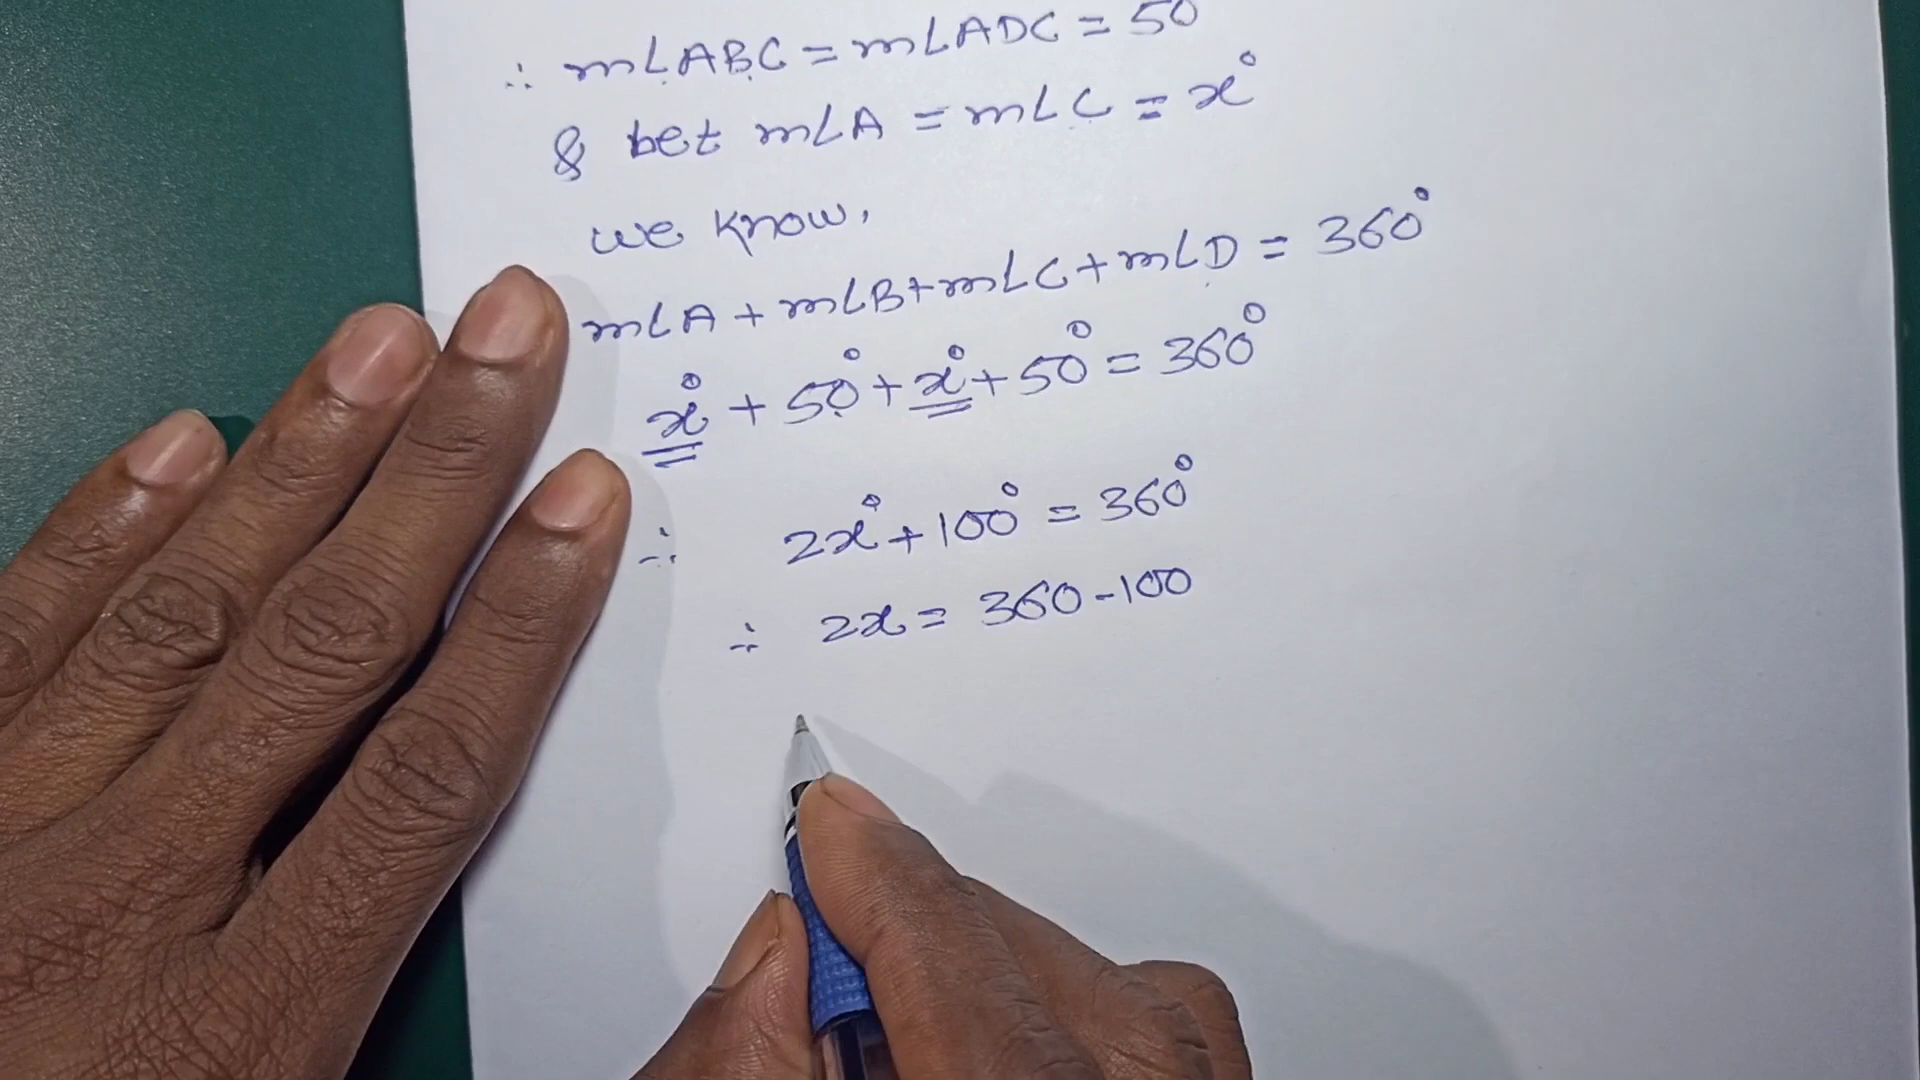 ∴ m∠ABC = m∠ADC = 50
& let m∠A = m∠C = x°
we know,
m∠A + m∠B + m∠C + m∠D = 360°
x° + 50° + x° + 50° = 360°
∴ 2x° + 100° = 360°
∴ 2x = 360 - 100